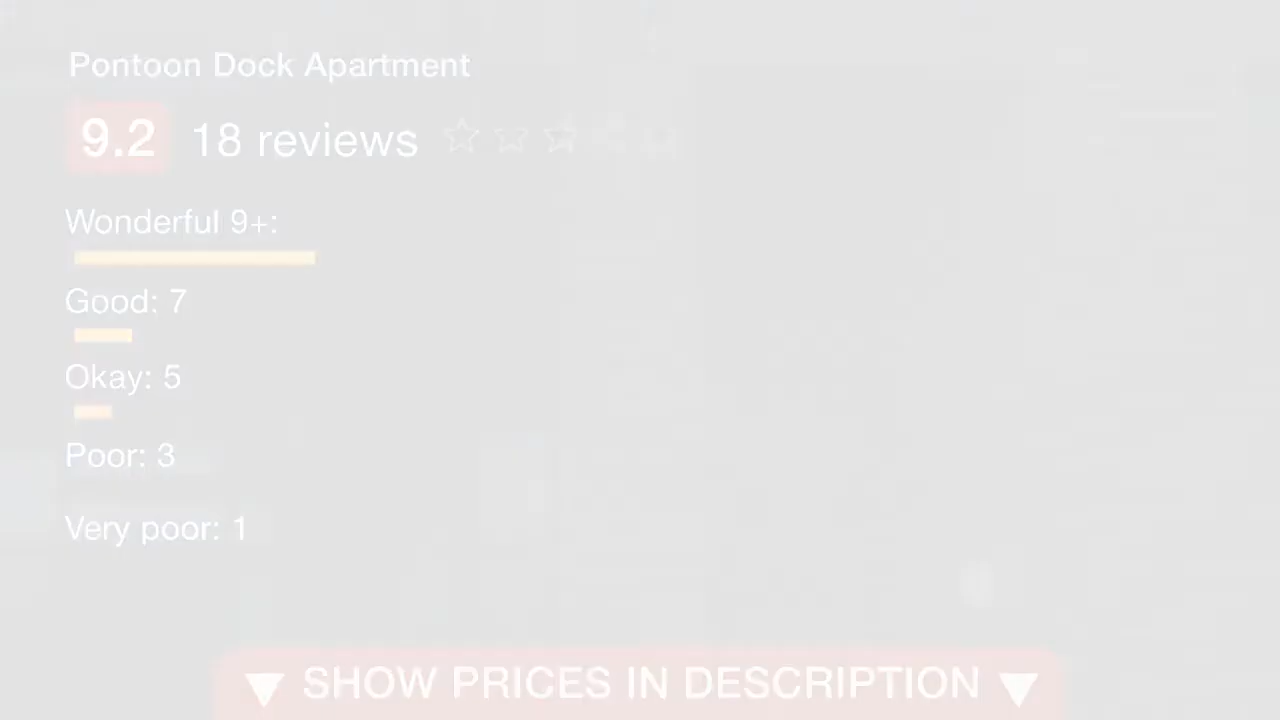 Pontoon Dock Apartment
9.2 18 reviews
Wonderful 9+:
Good: 7
Okay: 5
Poor: 3
Very poor: 1
SHOW PRICES IN DESCRIPTION